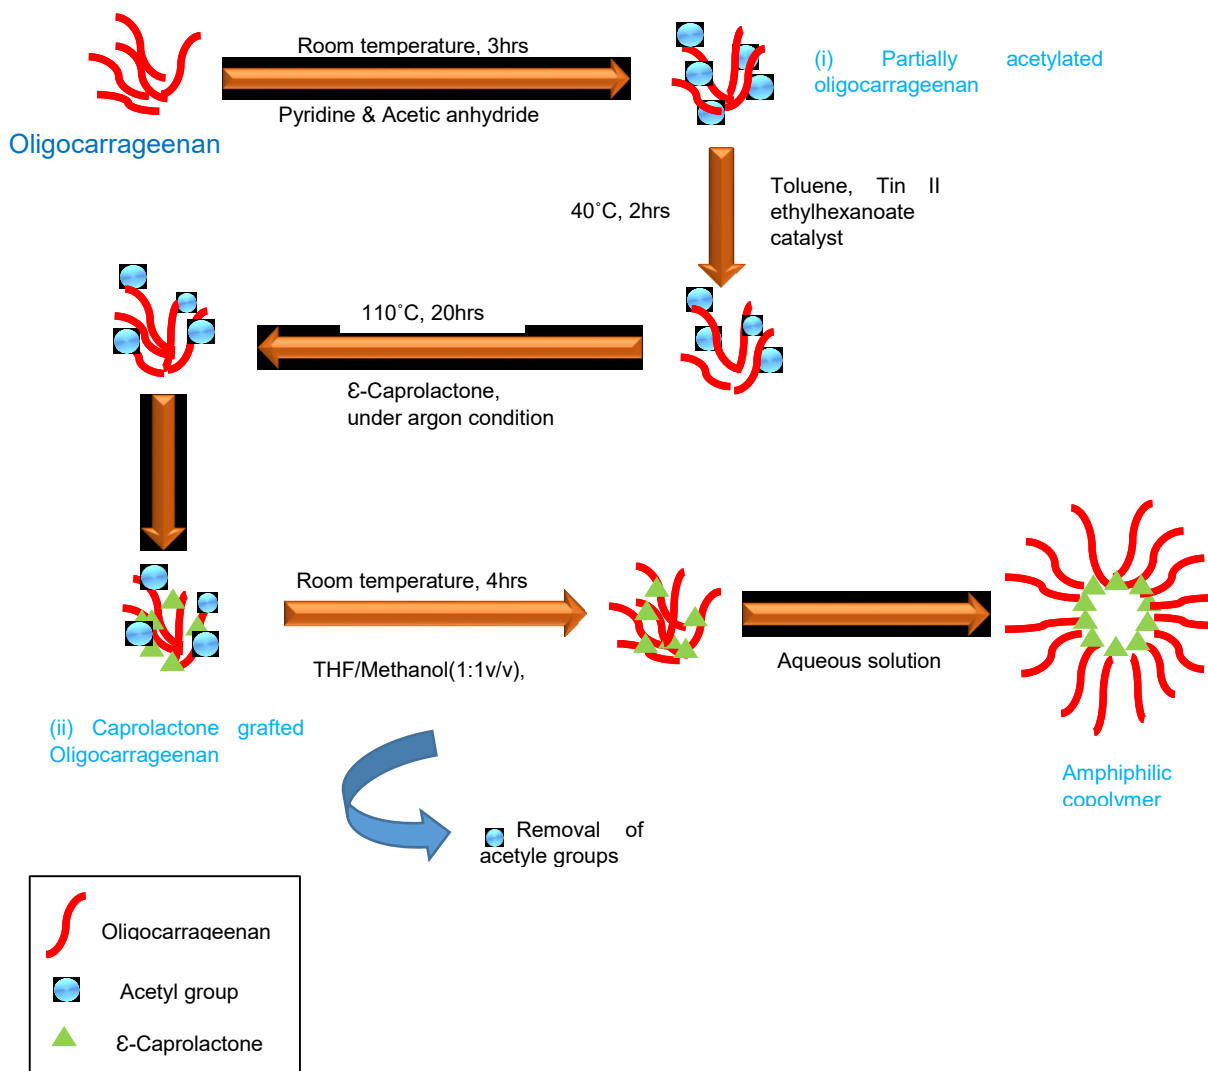 Room temperature, 3hrs
Pyridine & Acetic anhydride
Oligocarrageenan
(i) Partially acetylated
oligocarrageenan
40˚C, 2hrs
Toluene, Tin II
ethylhexanoate
catalyst
110˚C, 20hrs
Ɛ-Caprolactone,
under argon condition
Room temperature, 4hrs
THF/Methanol(1:1v/v),
Aqueous solution
(ii) Caprolactone grafted
Oligocarrageenan
Amphiphilic
copolymer
Removal of
acetyle groups
Oligocarrageenan
Acetyl group
Ɛ-Caprolactone